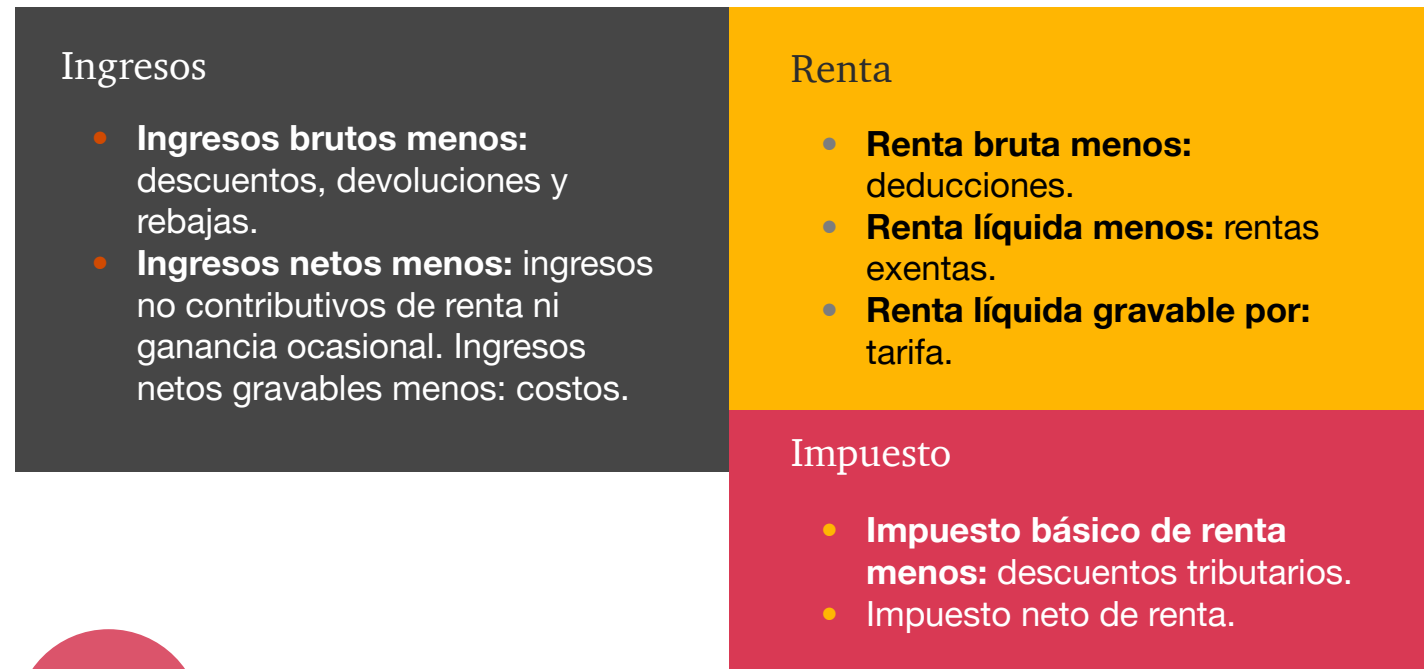 Ingresos
• Ingresos brutos menos:
descuentos, devoluciones y
rebajas.
• Ingresos netos menos: ingresos
no contributivos de renta ni
ganancia ocasional. Ingresos
netos gravables menos: costos.
Renta
• Renta bruta menos:
deducciones.
• Renta líquida menos: rentas
exentas.
• Renta líquida gravable por:
tarifa.
Impuesto
• Impuesto básico de renta
menos: descuentos tributarios.
• Impuesto neto de renta.